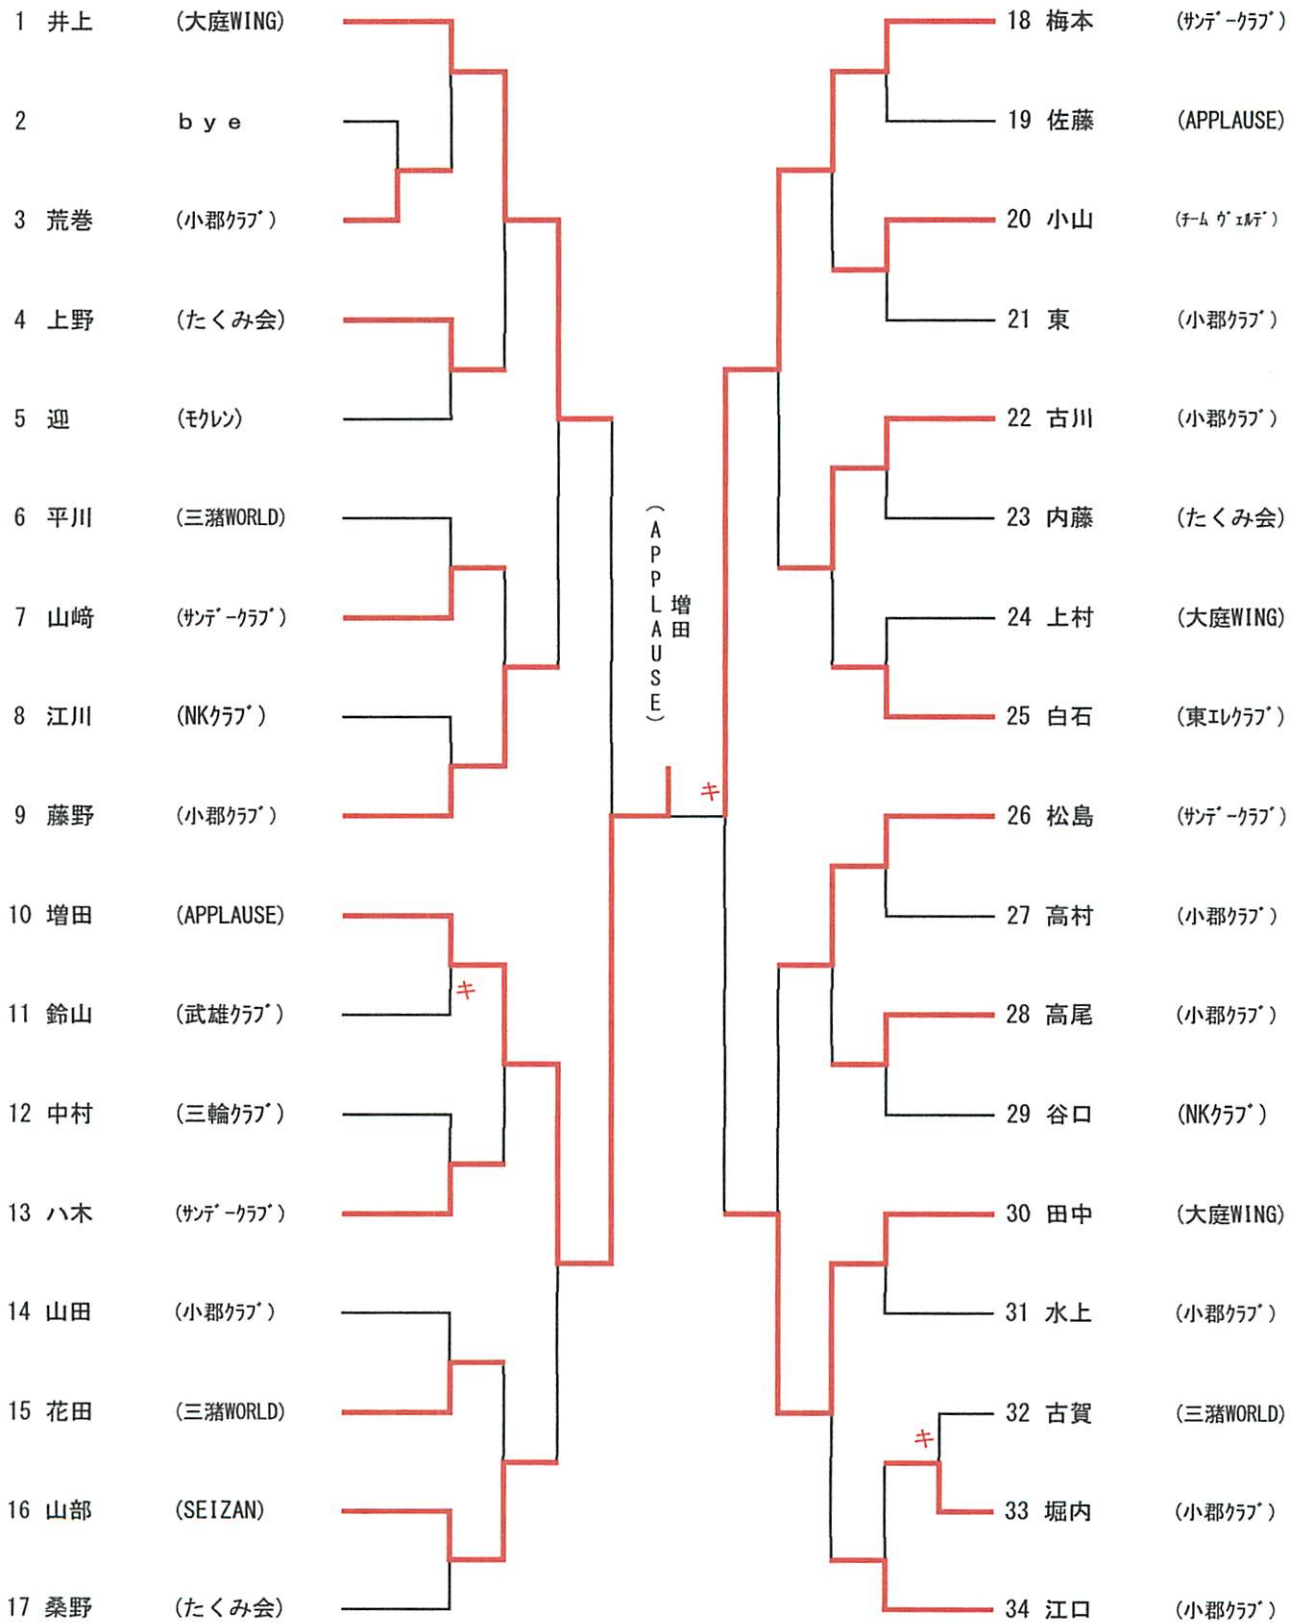 1 井上 (大庭WING)
2 bye
3 荒巻 (小郡ｸﾗﾌﾞ)
4 上野 (たくみ会)
5 迎 (ﾓｸﾚﾝ)
6 平川 (三潴WORLD)
7 山﨑 (ｻﾝﾃﾞｰｸﾗﾌﾞ)
8 江川 (NKｸﾗﾌﾞ)
9 藤野 (小郡ｸﾗﾌﾞ)
10 増田 (APPLAUSE)
キ
11 鈴山 (武雄ｸﾗﾌﾞ)
12 中村 (三輪ｸﾗﾌﾞ)
13 八木 (ｻﾝﾃﾞｰｸﾗﾌﾞ)
14 山田 (小郡ｸﾗﾌﾞ)
15 花田 (三潴WORLD)
16 山部 (SEIZAN)
17 桑野 (たくみ会)
増田
(APPLAUSE)
キ
18 梅本 (ｻﾝﾃﾞｰｸﾗﾌﾞ)
19 佐藤 (APPLAUSE)
20 小山 (ﾁｰﾑ ｳﾞｪﾙﾃﾞ)
21 東 (小郡ｸﾗﾌﾞ)
22 古川 (小郡ｸﾗﾌﾞ)
23 内藤 (たくみ会)
24 上村 (大庭WING)
25 白石 (東ｴﾚｸﾗﾌﾞ)
26 松島 (ｻﾝﾃﾞｰｸﾗﾌﾞ)
27 高村 (小郡ｸﾗﾌﾞ)
28 高尾 (小郡ｸﾗﾌﾞ)
29 谷口 (NKｸﾗﾌﾞ)
30 田中 (大庭WING)
31 水上 (小郡ｸﾗﾌﾞ)
32 古賀 (三潴WORLD)
キ
33 堀内 (小郡ｸﾗﾌﾞ)
34 江口 (小郡ｸﾗﾌﾞ)